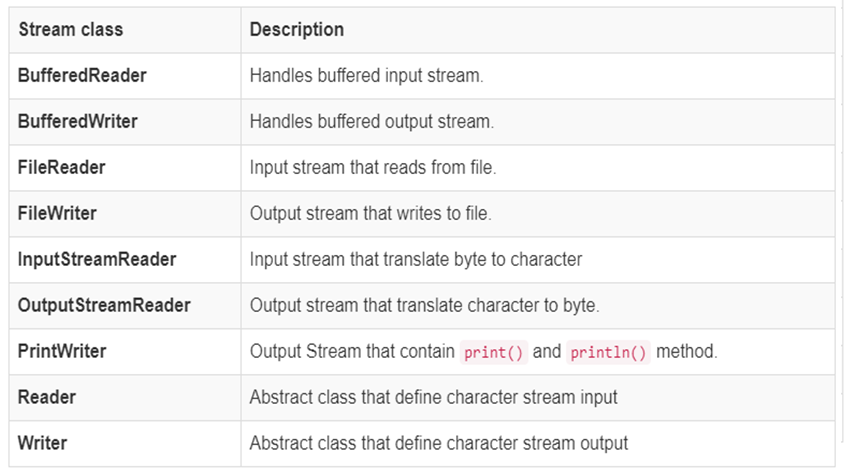 Stream class Description
BufferedReader Handles buffered input stream.
BufferedWriter Handles buffered output stream.
FileReader Input stream that reads from file.
FileWriter Output stream that writes to file.
InputStreamReader Input stream that translate byte to character
OutputStreamReader Output stream that translate character to byte.
PrintWriter Output Stream that contain print() and println() method.
Reader Abstract class that define character stream input
Writer Abstract class that define character stream output